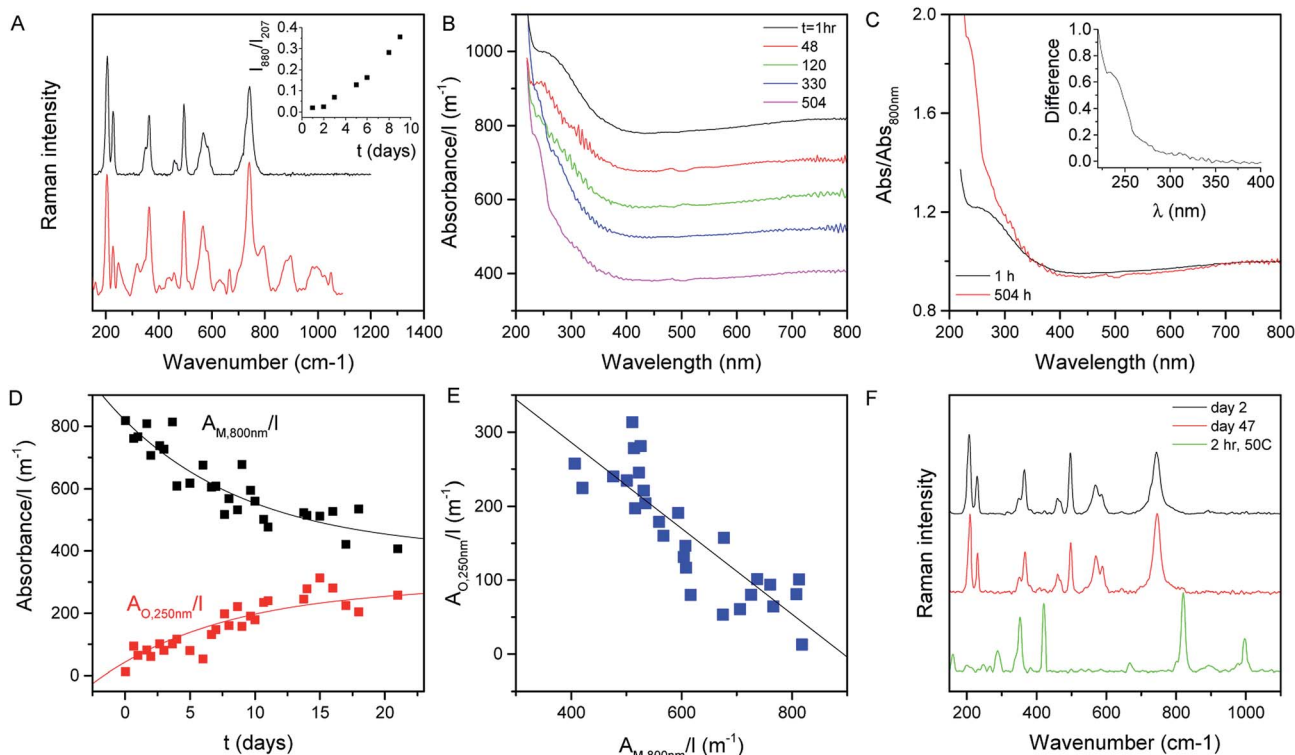 A
Raman intensity
I880/I207
0.4
0.3
0.2
0.1
0.0
0 2 4 6 8 10
t (days)
200 400 600 800 1000 1200 1400
Wavenumber (cm-1)
B
Absorbance/l (m⁻¹)
1000
800
600
400
t=1hr
48
120
330
504
200 300 400 500 600 700 800
Wavelength (nm)
C
Abs/Abs800nm
2.0
1.6
1.2
0.8
Difference
1.0
0.8
0.6
0.4
0.2
0.0
250 300 350 400
λ (nm)
1 h
504 h
200 300 400 500 600 700 800
Wavelength (nm)
D
Absorbance/l (m⁻¹)
800
600
400
200
0
AM,800nm/l
AO,250nm/l
0 5 10 15 20
t (days)
E
AO,250nm/l (m⁻¹)
300
200
100
0
400 600 800
AM,800nm/l (m⁻¹)
F
Raman intensity
day 2
day 47
2 hr, 50C
200 400 600 800 1000
Wavenumber (cm-1)